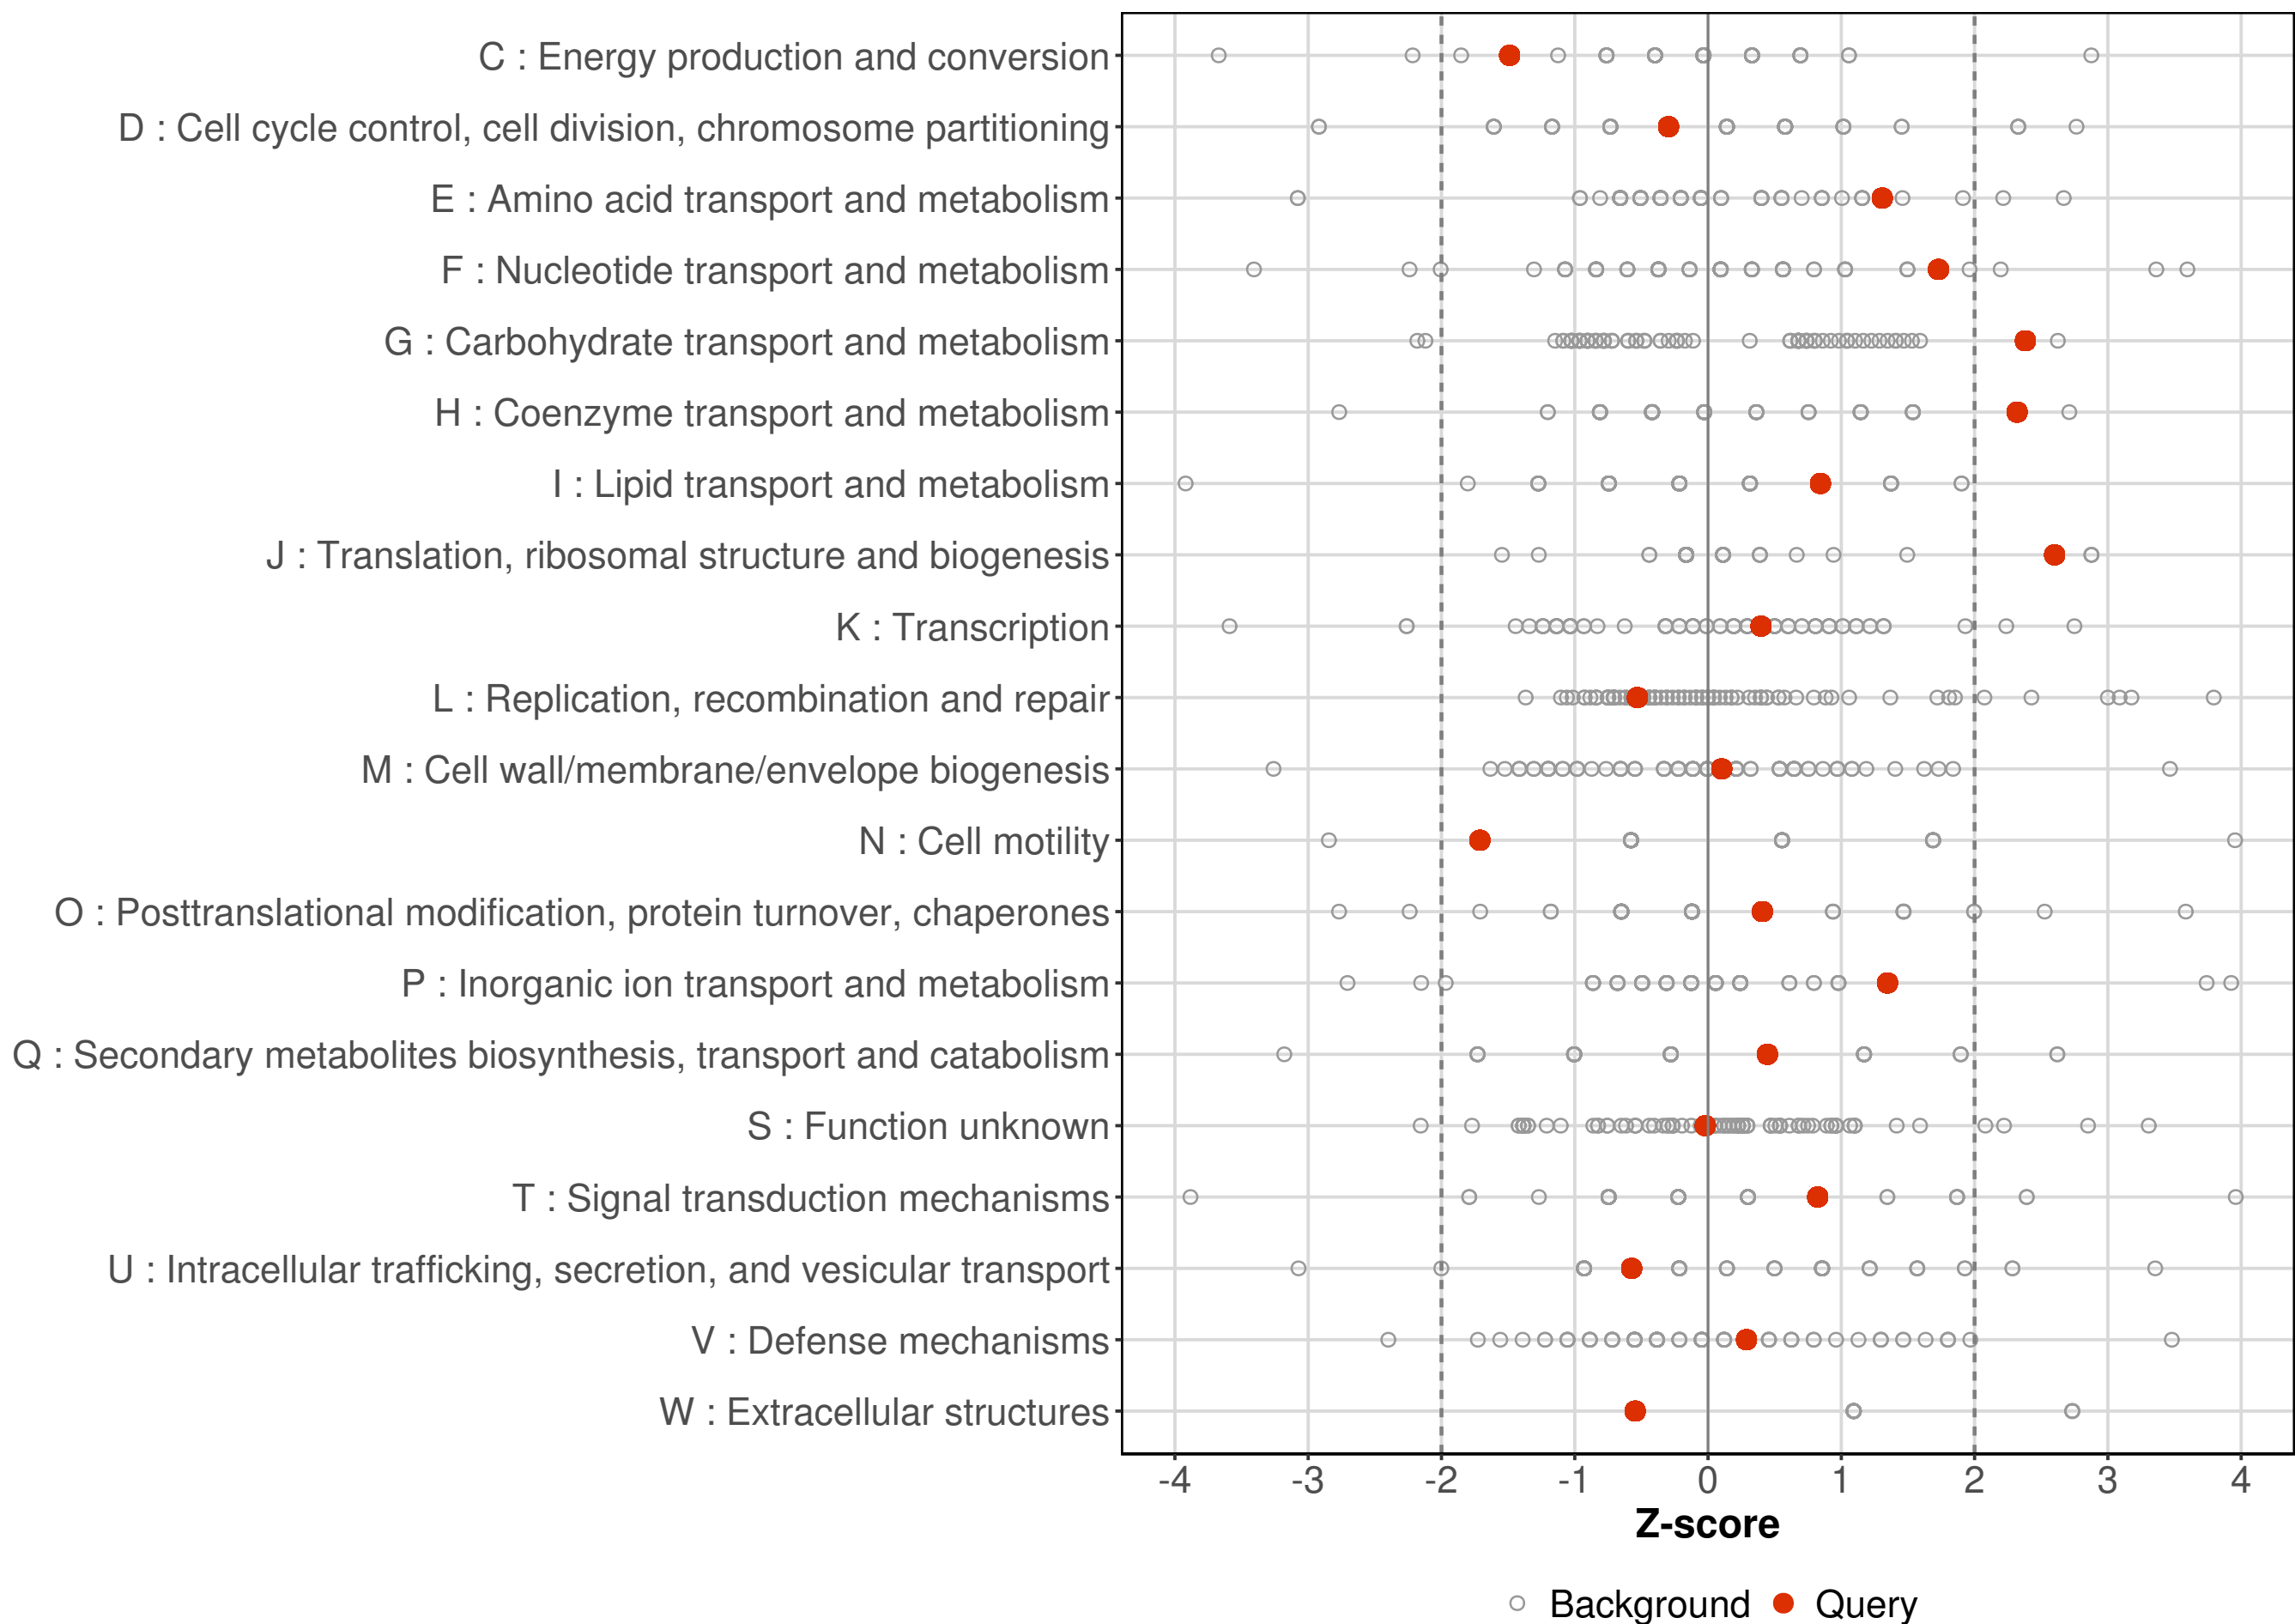 C : Energy production and conversion
D : Cell cycle control, cell division, chromosome partitioning
E : Amino acid transport and metabolism
F : Nucleotide transport and metabolism
G : Carbohydrate transport and metabolism
H : Coenzyme transport and metabolism
I : Lipid transport and metabolism
J : Translation, ribosomal structure and biogenesis
K : Transcription
L : Replication, recombination and repair
M : Cell wall/membrane/envelope biogenesis
N : Cell motility
O : Posttranslational modification, protein turnover, chaperones
P : Inorganic ion transport and metabolism
Q : Secondary metabolites biosynthesis, transport and catabolism
S : Function unknown
T : Signal transduction mechanisms
U : Intracellular trafficking, secretion, and vesicular transport
V : Defense mechanisms
W : Extracellular structures
-4 -3 -2 -1 0 1 2 3 4
Z-score
Background Query